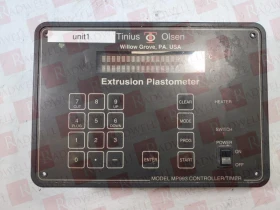 unit1
Tinius Olsen
Willow Grove, PA. USA
Extrusion Plastometer
7
8
9
CLEAR
HEATER
4
5
6
MODE
1
2
3
PROG
SWITCH
POWER
ON
OFF
0
ENTER
START
MODEL MP993 CONTROLLER/TIMER